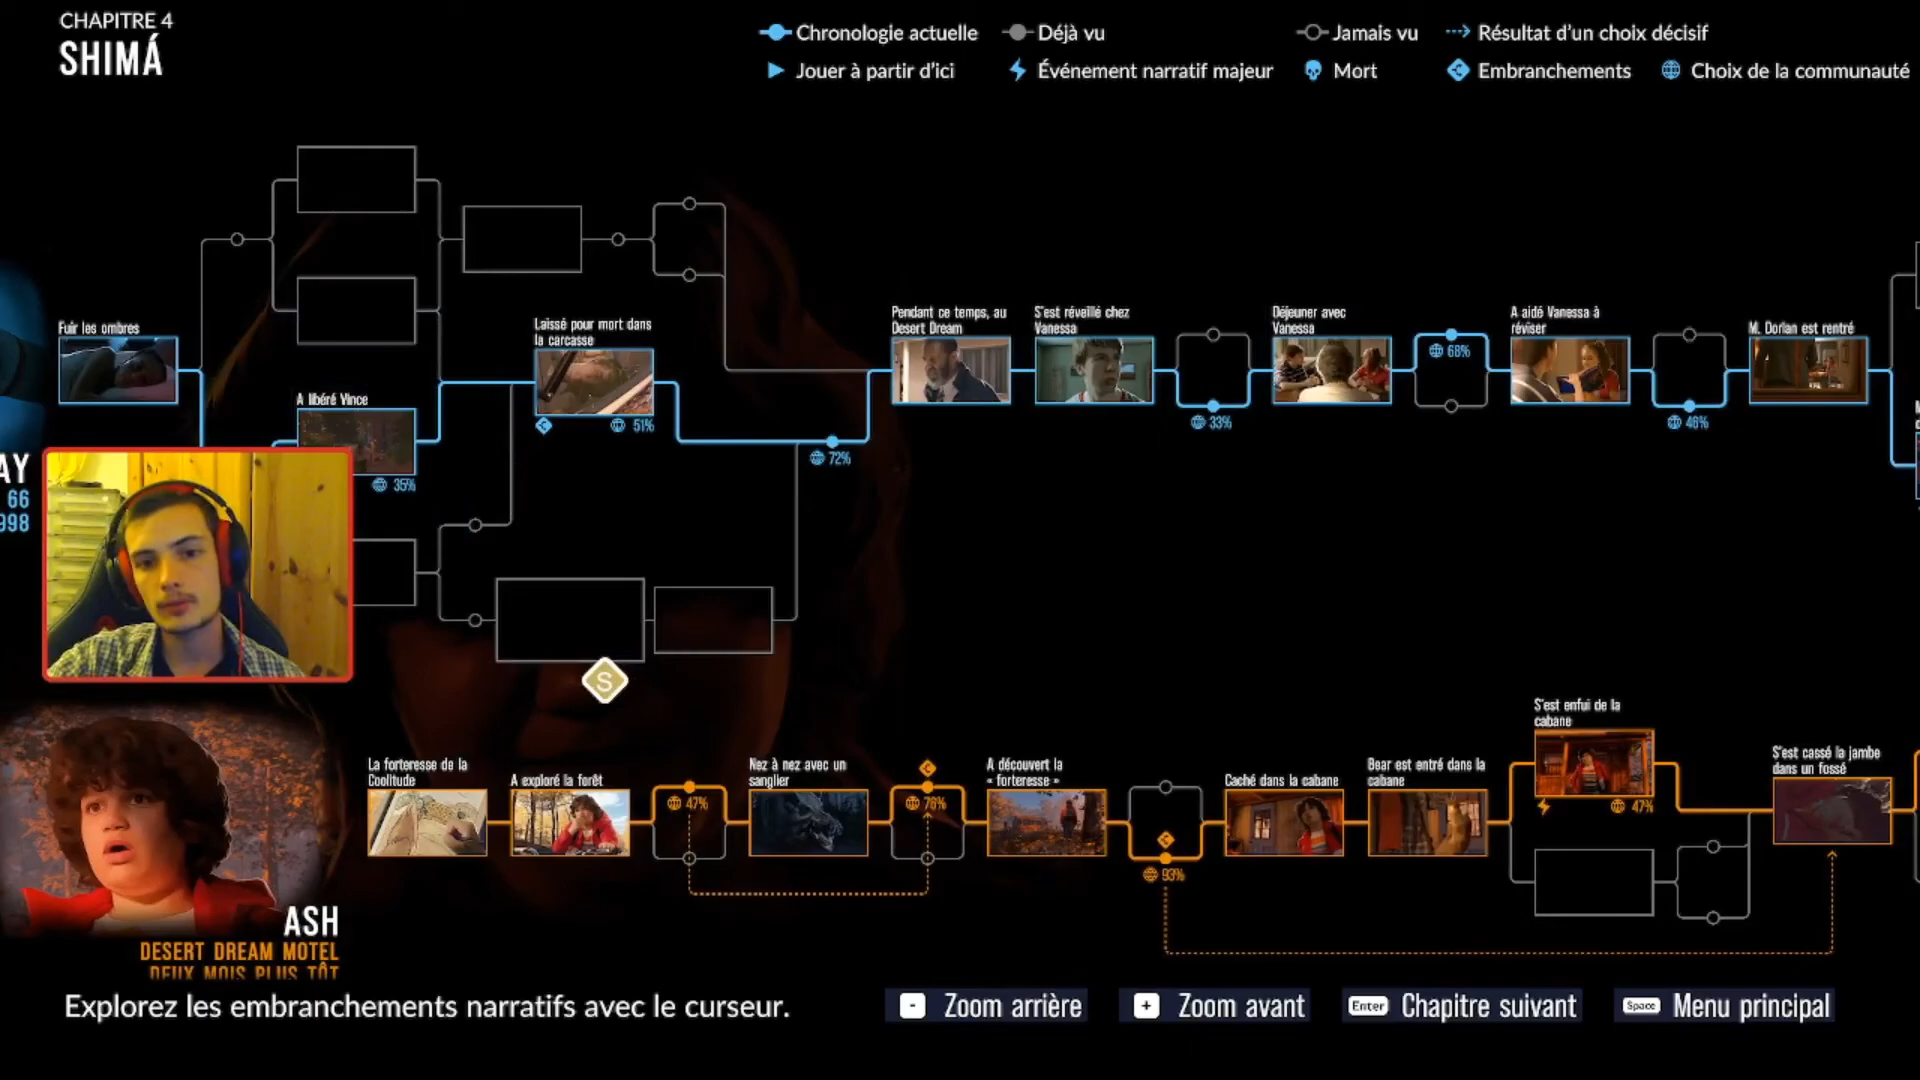 CHAPITRE 4
SHIMÁ
Chronologie actuelle
Déjà vu
Jamais vu
Résultat d'un choix décisif
Jouer à partir d'ici
Événement narratif majeur
Mort
Embranchements
Choix de la communauté
Fuir les ombres
A libéré Vince
35%
Laissé pour mort dans
la carcasse
51%
72%
Pendant ce temps, au
Desert Dream
S'est réveillé chez
Vanessa
33%
Déjeuner avec
Vanessa
68%
A aidé Vanessa à
réviser
46%
M. Dorian est rentré
AY
66
998
S
ASH
DESERT DREAM MOTEL
DEUX MOIS PLUS TÔT
La forteresse de la
Coolitude
A exploré la forêt
47%
Nez à nez avec un
sanglier
76%
A découvert la
« forteresse »
93%
Caché dans la cabane
Bear est entré dans la
cabane
S'est enfui de la
cabane
47%
S'est cassé la jambe
dans un fossé
Explorez les embranchements narratifs avec le curseur.
- Zoom arrière
+ Zoom avant
Enter Chapitre suivant
Space Menu principal